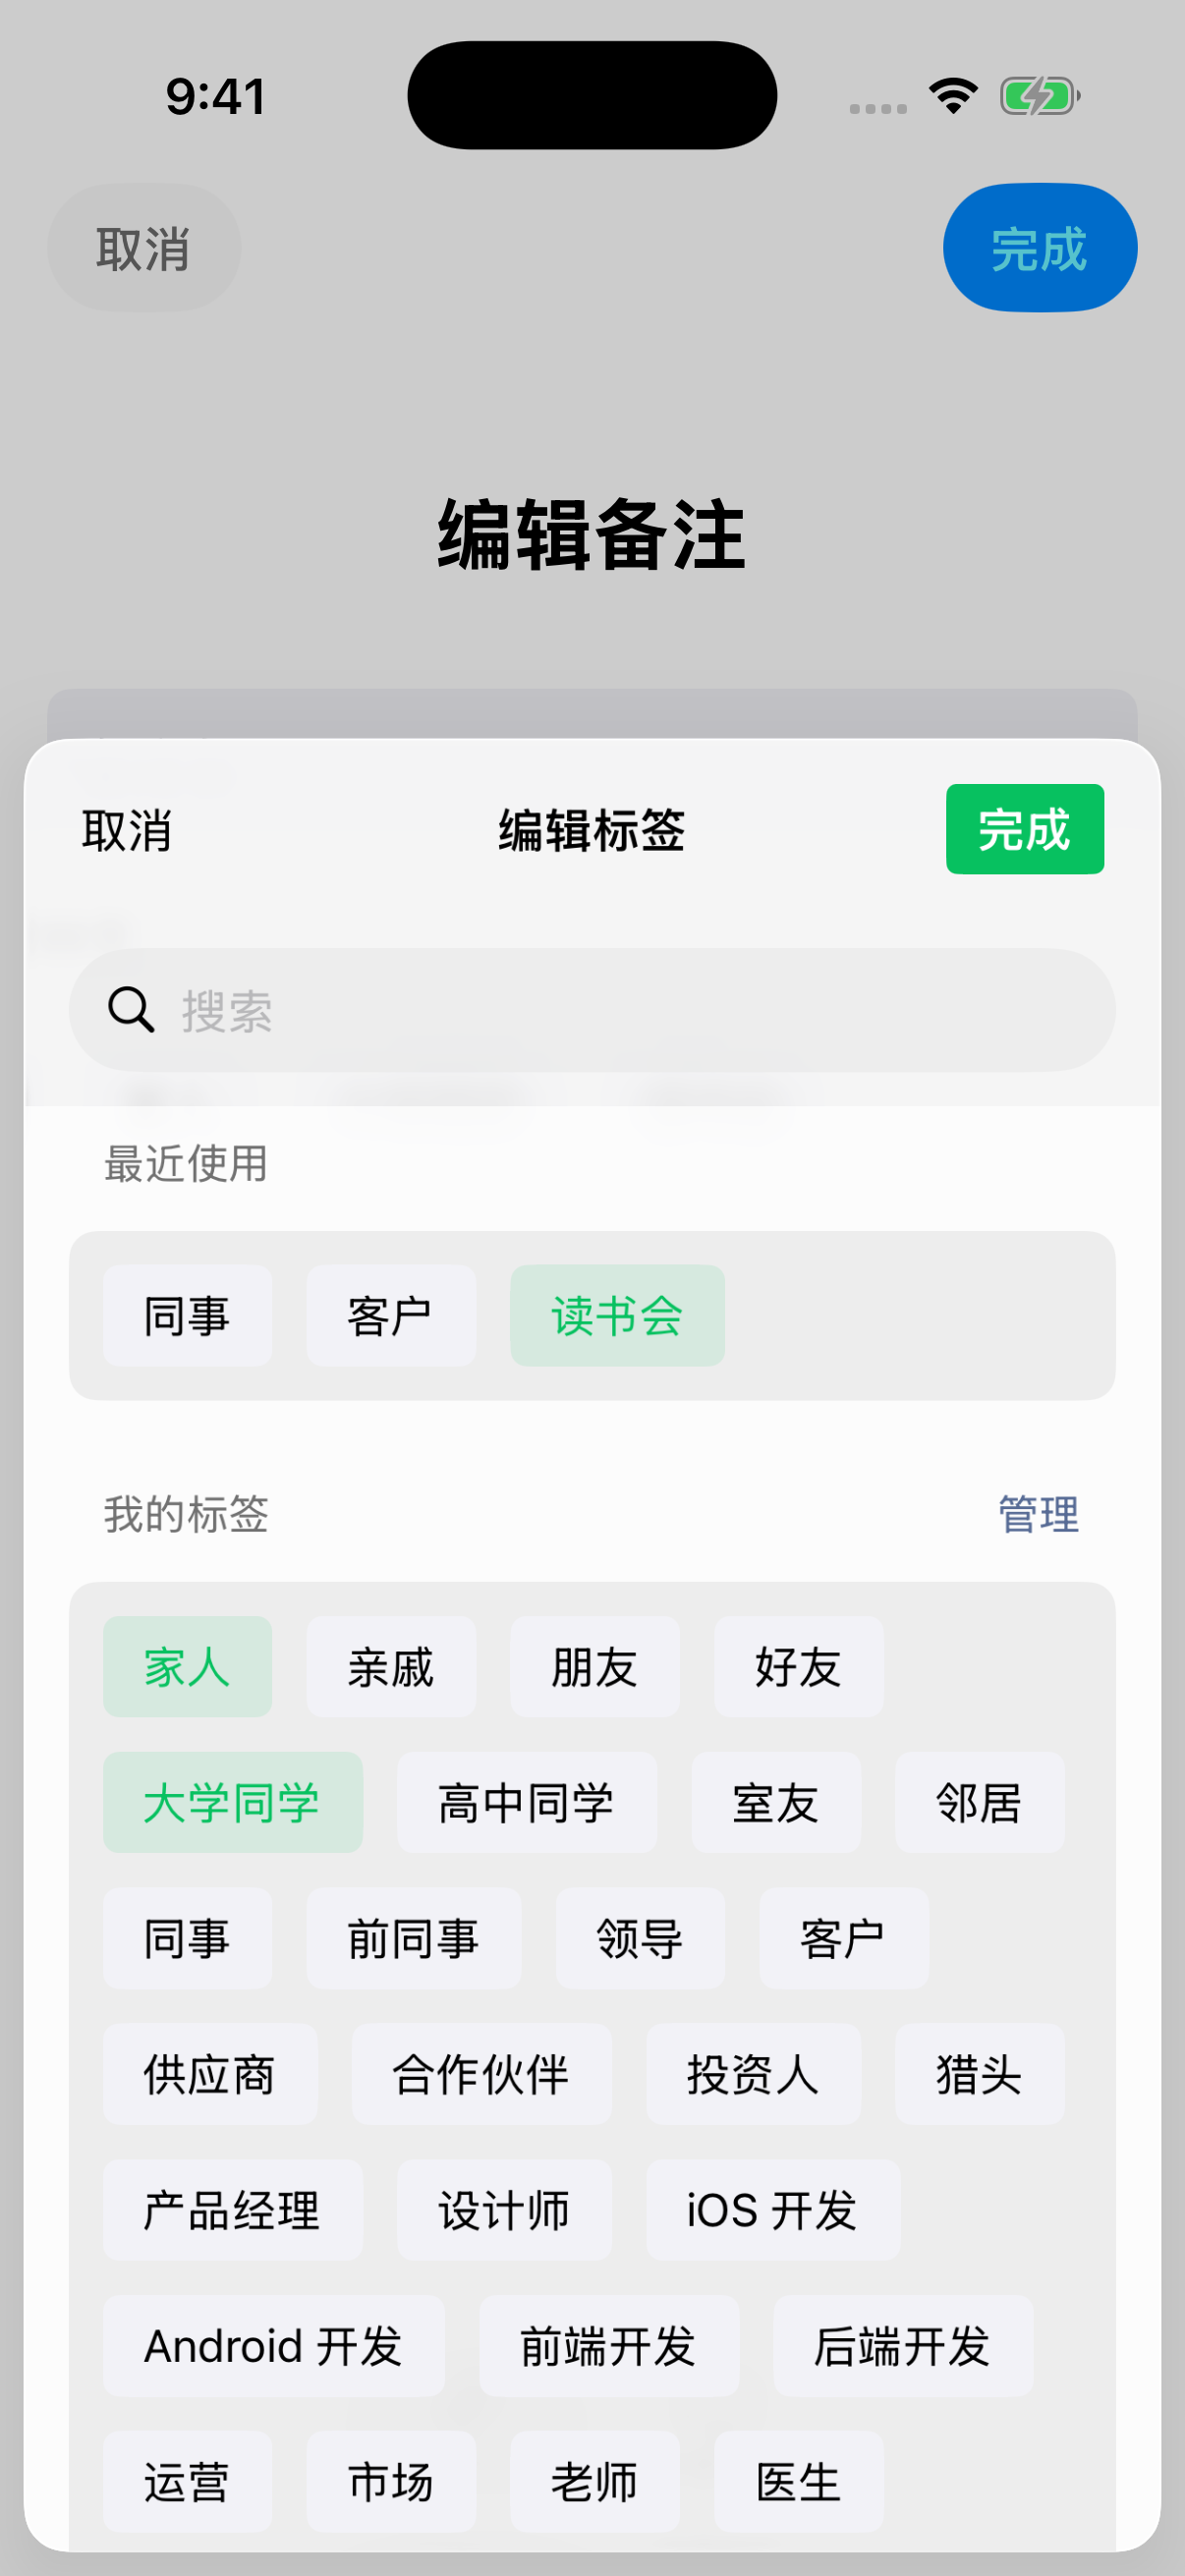 9:41
取消 完成
编辑备注
取消 编辑标签 完成
搜索
最近使用
同事 客户 读书会
我的标签 管理
家人 亲戚 朋友 好友
大学同学 高中同学 室友 邻居
同事 前同事 领导 客户
供应商 合作伙伴 投资人 猎头
产品经理 设计师 iOS 开发
Android 开发 前端开发 后端开发
运营 市场 老师 医生